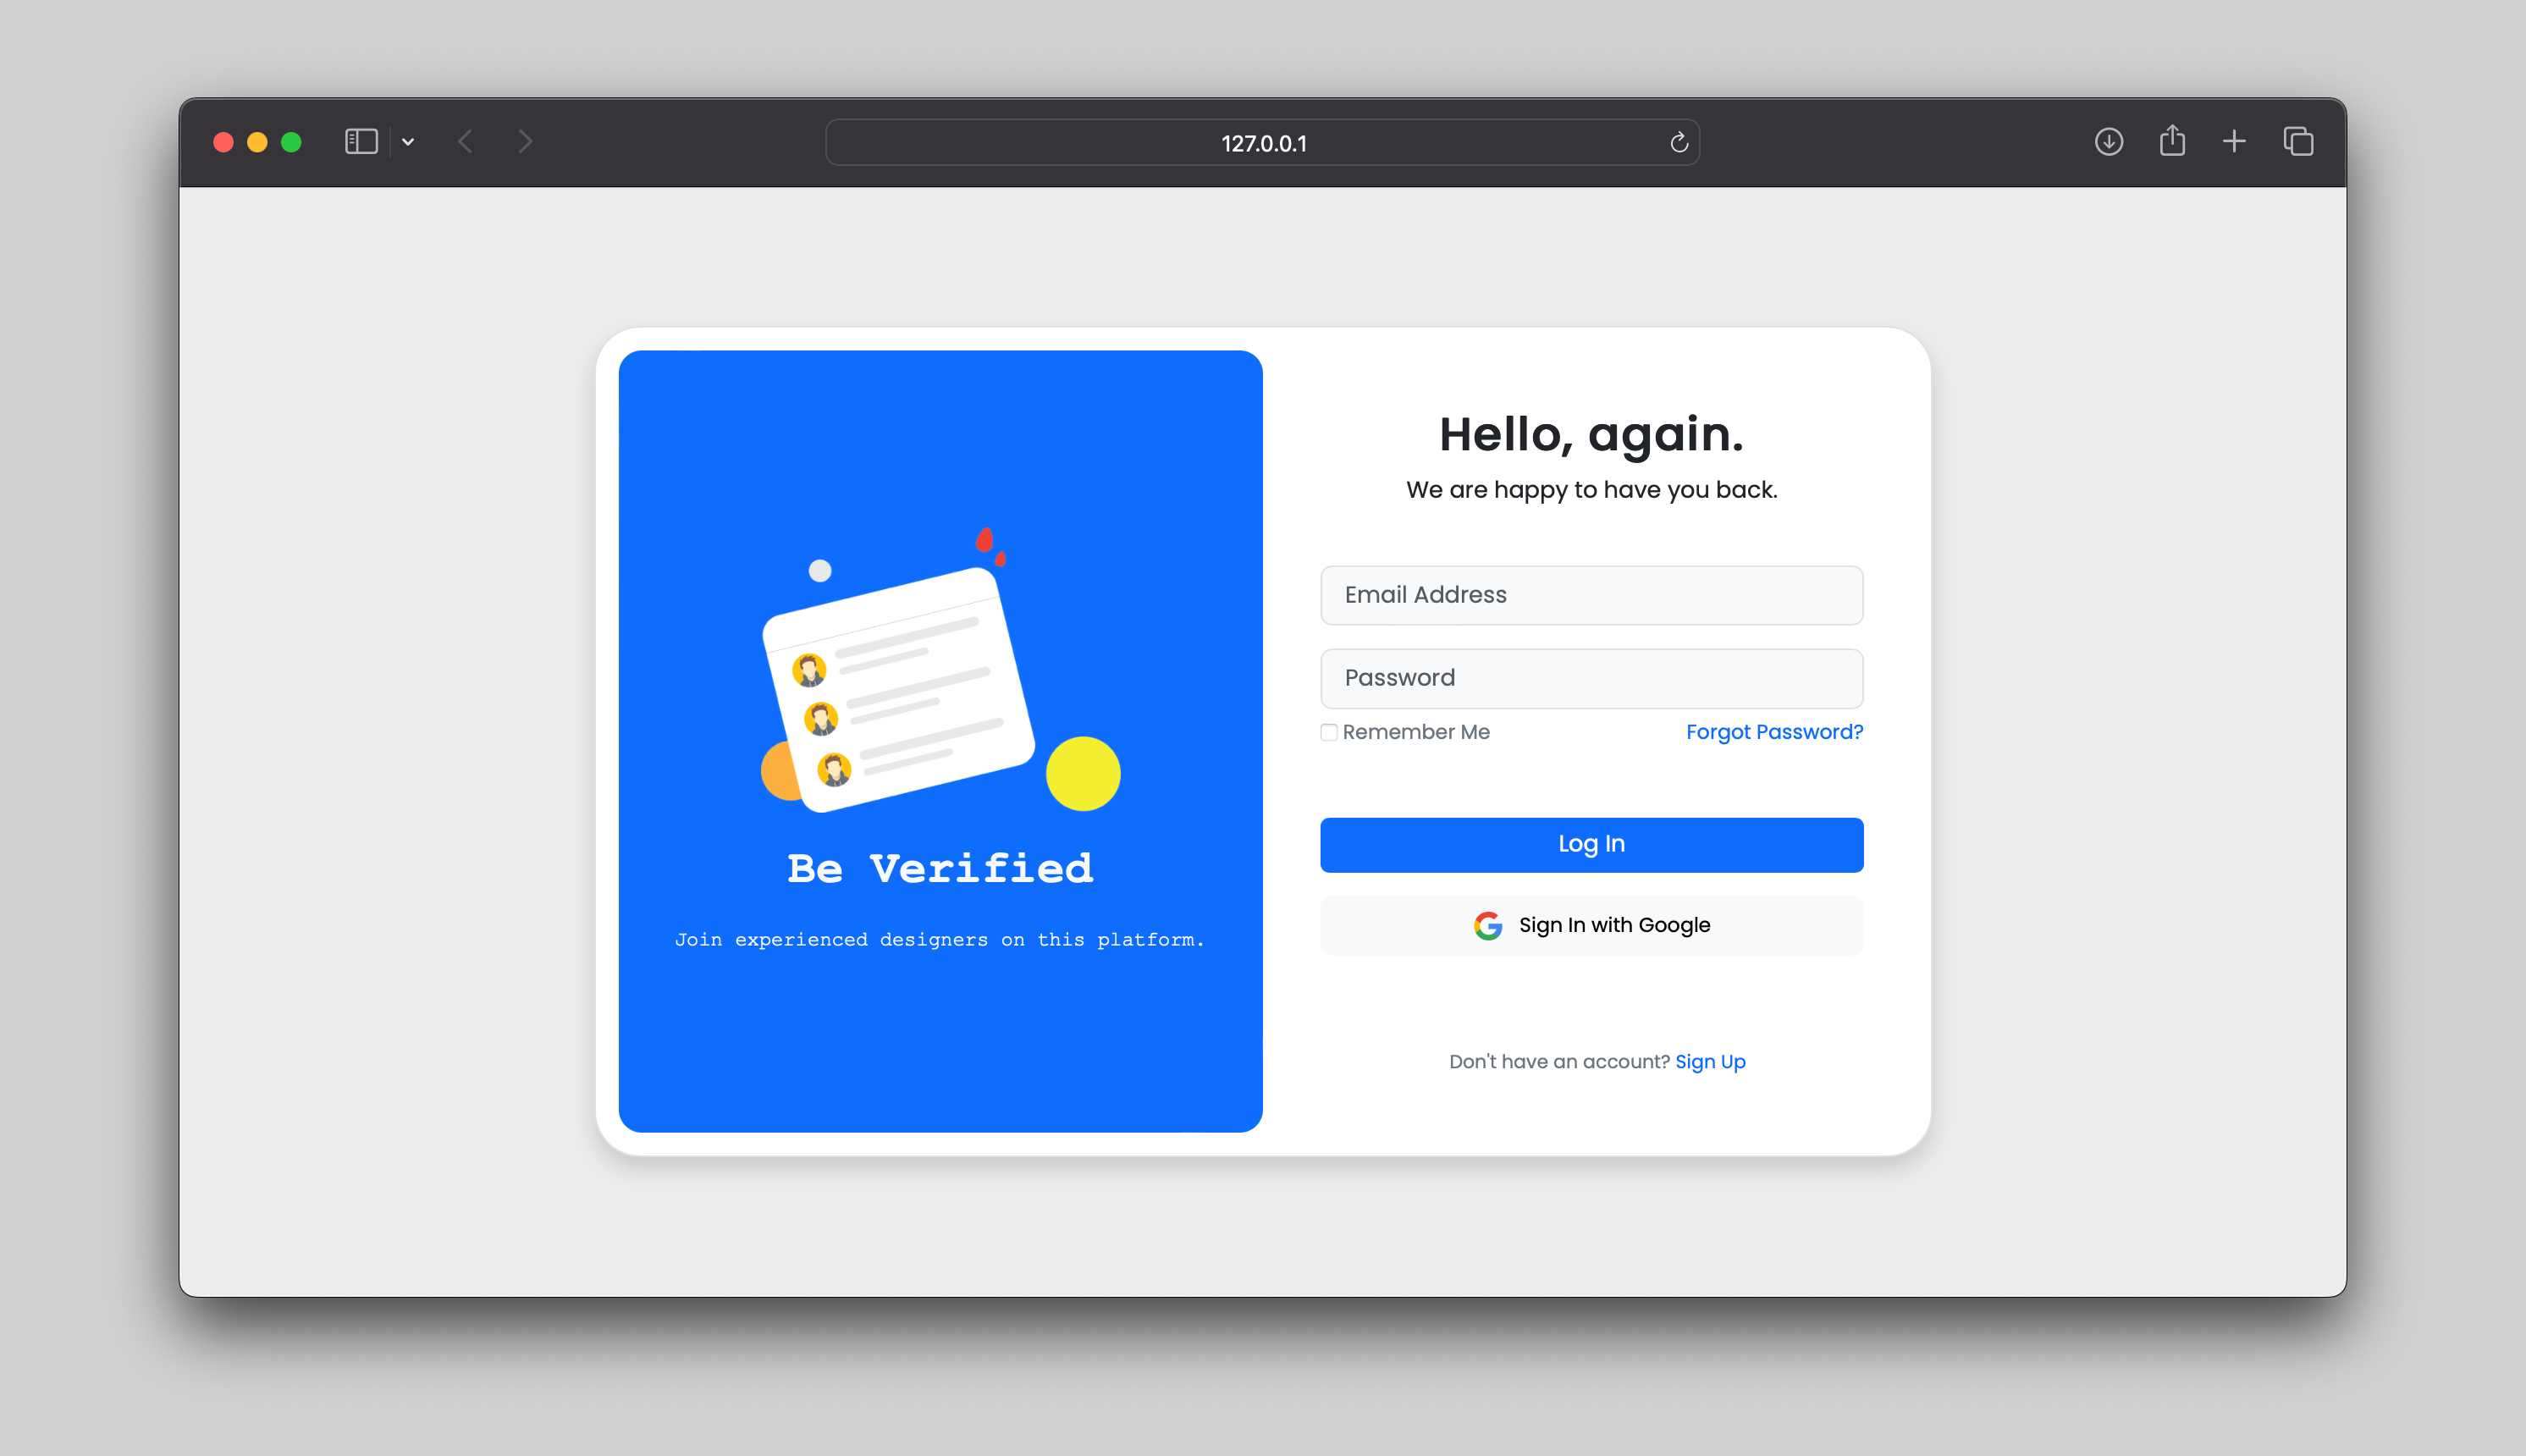 127.0.0.1
Be Verified
Join experienced designers on this platform.
Hello, again.
We are happy to have you back.
Email Address
Password
Remember Me
Forgot Password?
Log In
Sign In with Google
Don't have an account? Sign Up